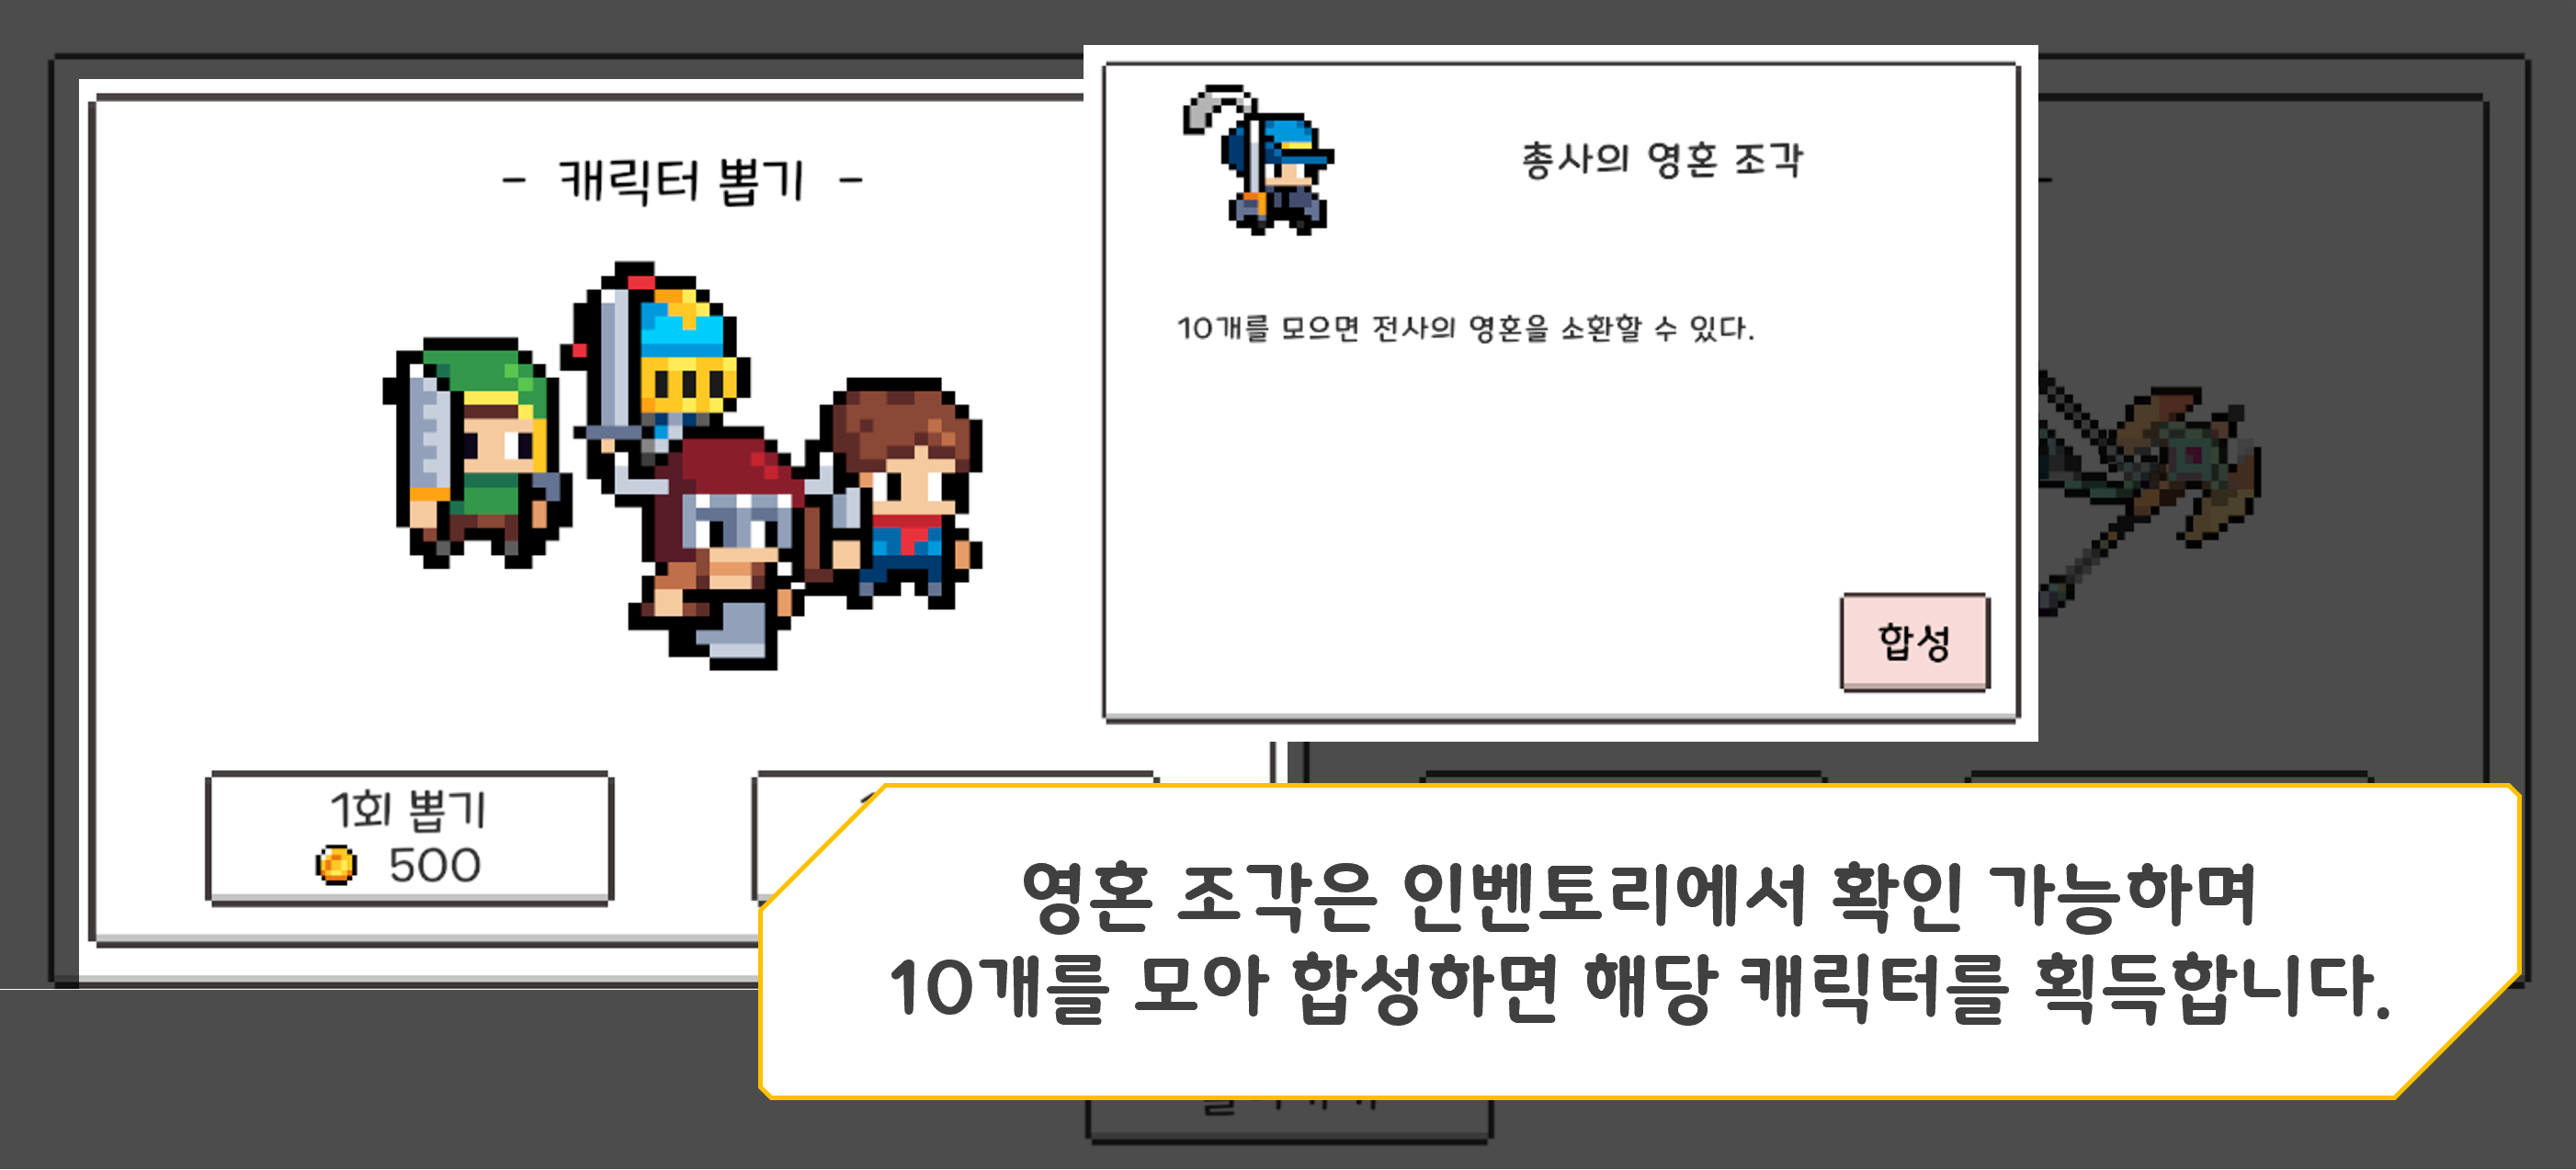 - 캐릭터 뽑기 -
1회 뽑기
500
총사의 영혼 조각
10개를 모으면 전사의 영혼을 소환할 수 있다.
합성
영혼 조각은 인벤토리에서 확인 가능하며
10개를 모아 합성하면 해당 캐릭터를 획득합니다.